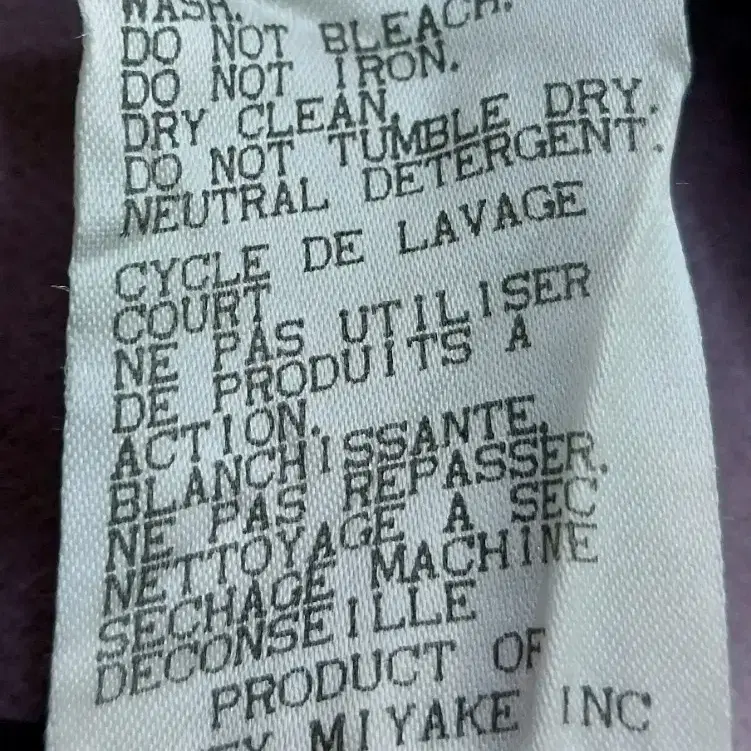 WASH.
DO NOT BLEACH.
DO NOT IRON.
DRY CLEAN.
DO NOT TUMBLE DRY.
NEUTRAL DETERGENT.
CYCLE DE LAVAGE
COURT
NE PAS UTILISER
DE PRODUITS A
ACTION.
BLANCHISSANTE.
NE PAS REPASSER.
NETTOYAGE A SEC
SECHAGE MACHINE
DECONSEILLE
PRODUCT OF
EY MIYAKE INC